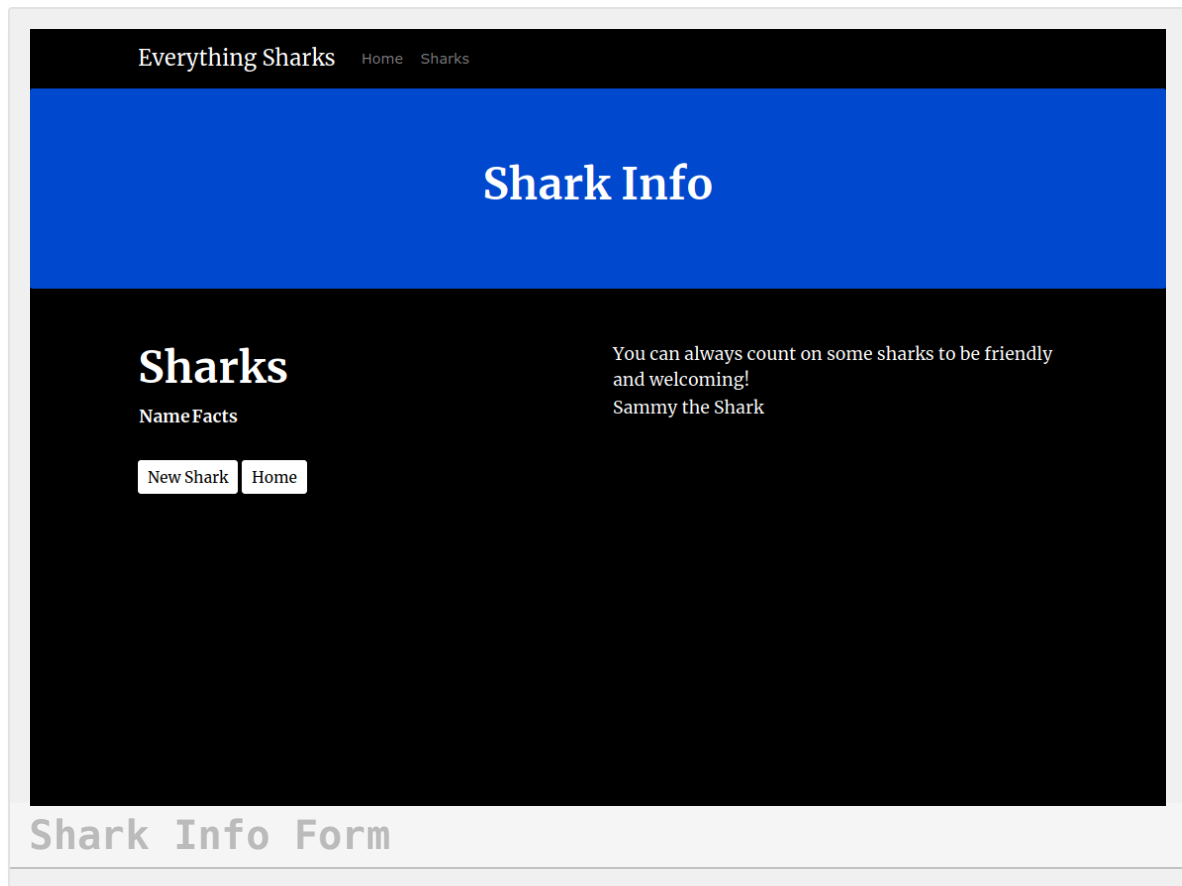 Everything Sharks Home Sharks
Shark Info
Sharks
Name Facts
New Shark Home
You can always count on some sharks to be friendly
and welcoming!
Sammy the Shark
Shark Info Form